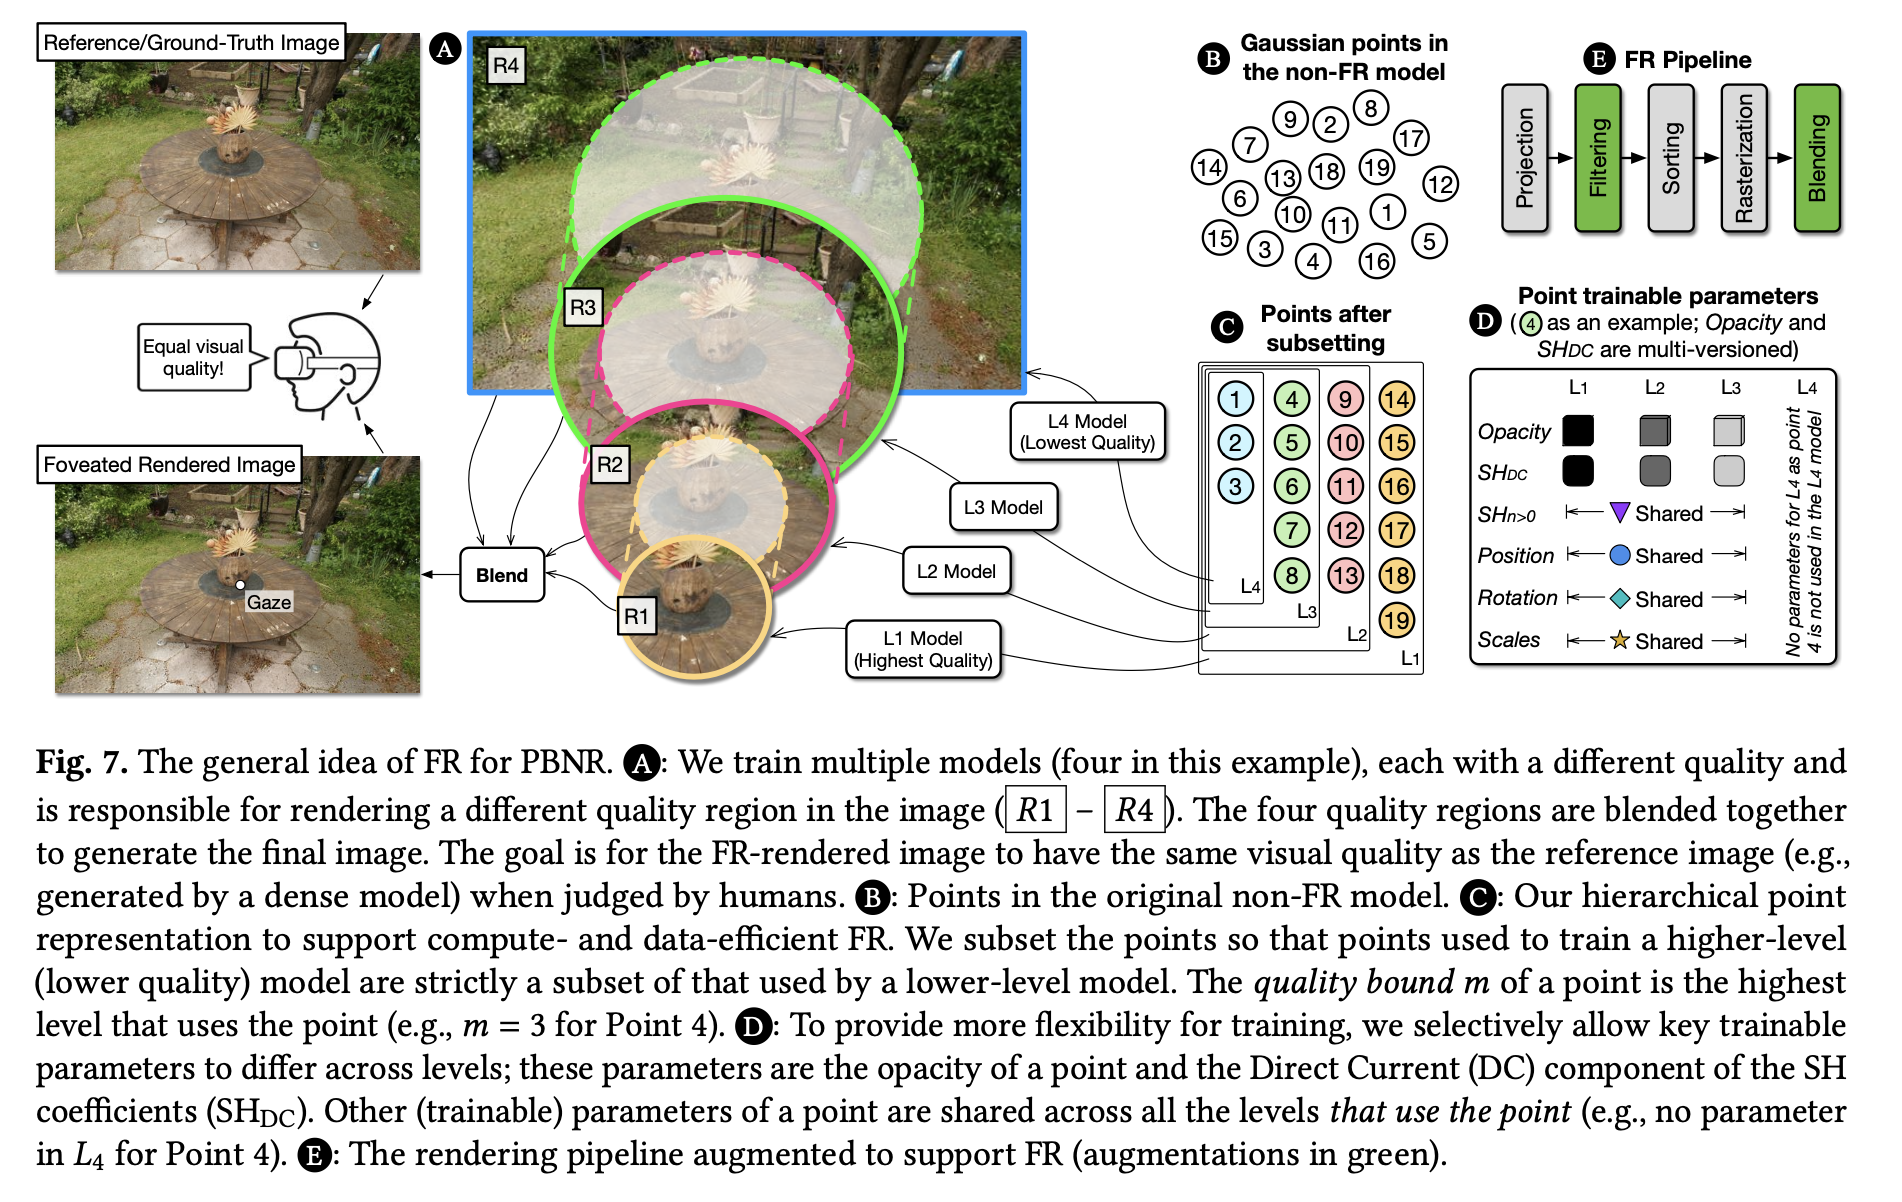 Reference/Ground-Truth Image
Equal visual
quality!
Foveated Rendered Image
Gaze
A
R4
R3
R2
R1
Blend
L4 Model
(Lowest Quality)
L3 Model
L2 Model
L1 Model
(Highest Quality)
B Gaussian points in
the non-FR model
8
9 2
17
7
14 13 18 19
12
6
10 11 1
15 3
5
4 16
C Points after
subsetting
1 4 9 14
2 5 10 15
3 6 11 16
7 12 17
8 13 18
19
L4
L3
L2
L1
E FR Pipeline
Projection
Filtering
Sorting
Rasterization
Blending
D Point trainable parameters
(4 as an example; Opacity and
SHDC are multi-versioned)
L1 L2 L3 L4
Opacity
SHDC
SHn>0 Shared
Position Shared
Rotation Shared
Scales Shared
No parameters for L4 as point
4 is not used in the L4 model
Fig. 7. The general idea of FR for PBNR. A: We train multiple models (four in this example), each with a different quality and
is responsible for rendering a different quality region in the image ( R1 – R4 ). The four quality regions are blended together
to generate the final image. The goal is for the FR-rendered image to have the same visual quality as the reference image (e.g.,
generated by a dense model) when judged by humans. B: Points in the original non-FR model. C: Our hierarchical point
representation to support compute- and data-efficient FR. We subset the points so that points used to train a higher-level
(lower quality) model are strictly a subset of that used by a lower-level model. The quality bound m of a point is the highest
level that uses the point (e.g., m = 3 for Point 4). D: To provide more flexibility for training, we selectively allow key trainable
parameters to differ across levels; these parameters are the opacity of a point and the Direct Current (DC) component of the SH
coefficients (SHDC). Other (trainable) parameters of a point are shared across all the levels that use the point (e.g., no parameter
in L4 for Point 4). E: The rendering pipeline augmented to support FR (augmentations in green).